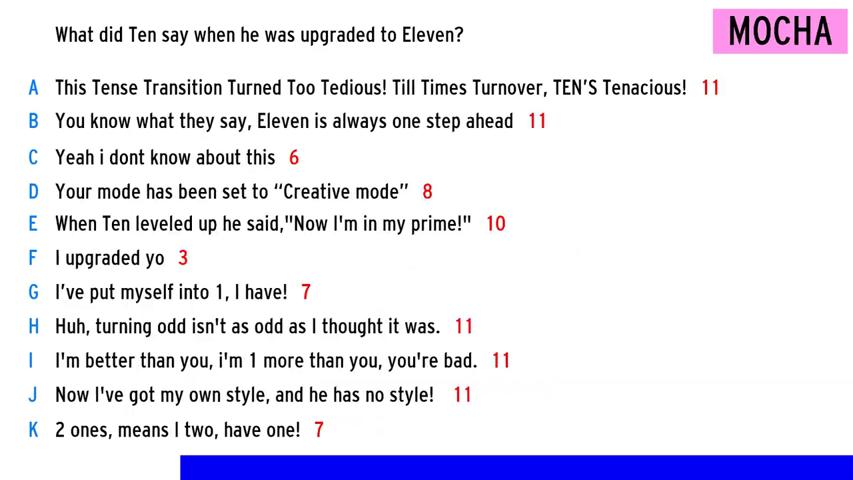 What did Ten say when he was upgraded to Eleven?
MOCHA
A This Tense Transition Turned Too Tedious! Till Times Turnover, TEN'S Tenacious! 11
B You know what they say, Eleven is always one step ahead 11
C Yeah i dont know about this 6
D Your mode has been set to “Creative mode” 8
E When Ten leveled up he said,"Now I'm in my prime!" 10
F I upgraded yo 3
G I've put myself into 1, I have! 7
H Huh, turning odd isn't as odd as I thought it was. 11
I I'm better than you, i'm 1 more than you, you're bad. 11
J Now I've got my own style, and he has no style! 11
K 2 ones, means I two, have one! 7